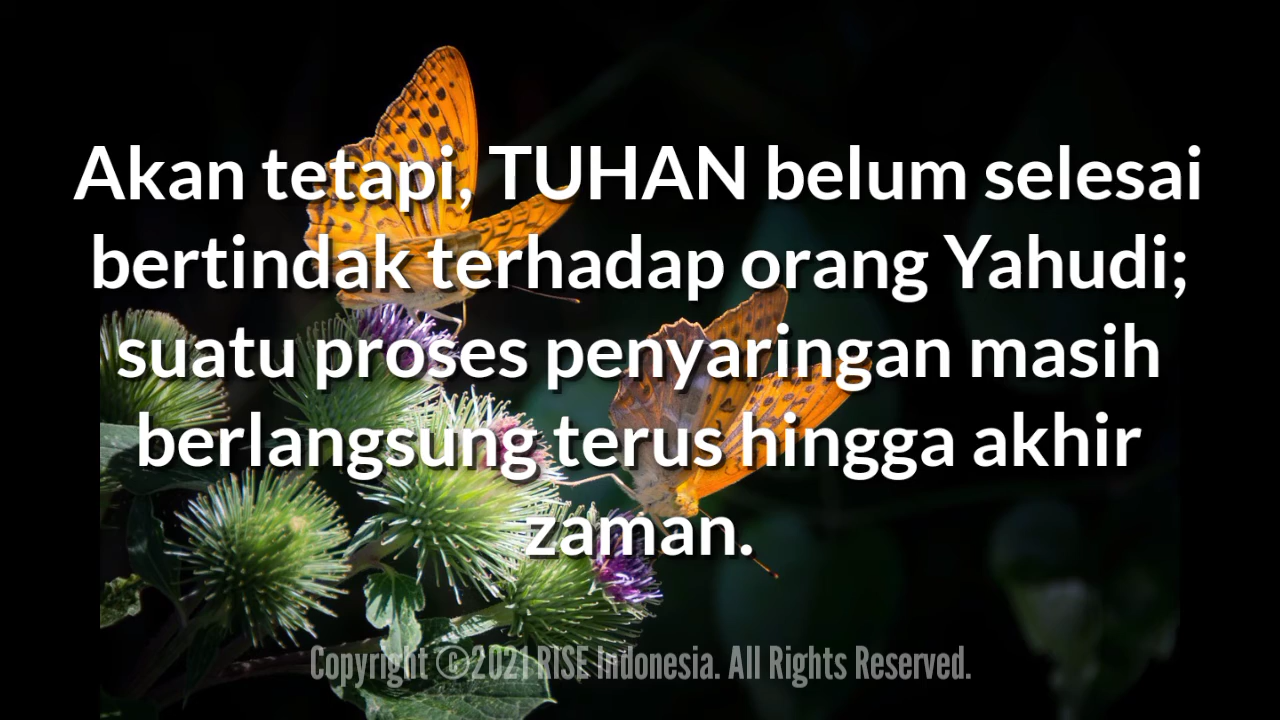 Akan tetapi, TUHAN belum selesai
bertindak terhadap orang Yahudi;
suatu proses penyaringan masih
berlangsung terus hingga akhir
zaman.
Copyright ©2021 RISE Indonesia. All Rights Reserved.